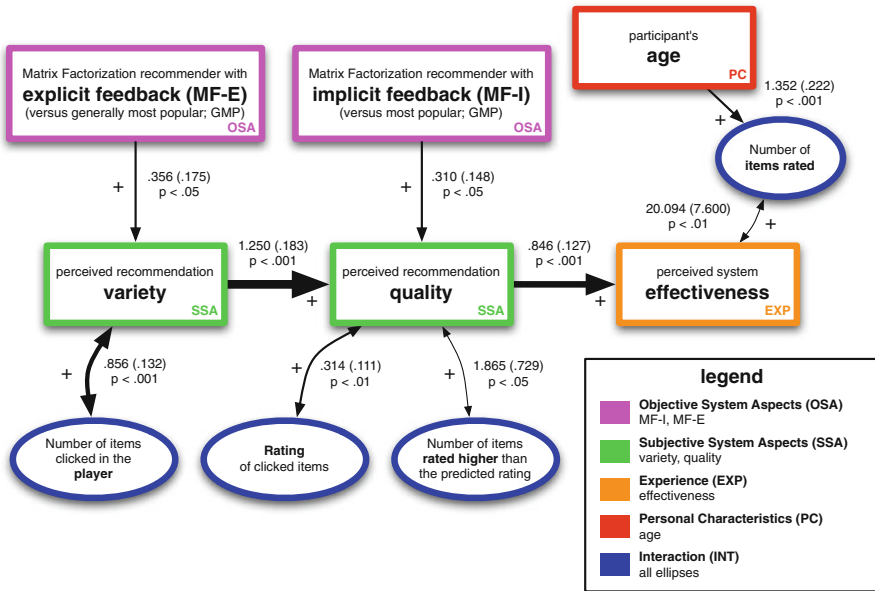 Matrix Factorization recommender with
explicit feedback (MF-E)
(versus generally most popular; GMP)
OSA
Matrix Factorization recommender with
implicit feedback (MF-I)
(versus most popular; GMP)
OSA
participant's
age
PC
1.352 (.222)
p < .001
+
Number of
items rated
+
.356 (.175)
p < .05
+
.310 (.148)
p < .05
20.094 (7.600)
p < .01
+
perceived recommendation
variety
SSA
1.250 (.183)
p < .001
+
perceived recommendation
quality
SSA
.846 (.127)
p < .001
+
perceived system
effectiveness
EXP
+
.856 (.132)
p < .001
+
.314 (.111)
p < .01
+
1.865 (.729)
p < .05
Number of items
clicked in the
player
Rating
of clicked items
Number of items
rated higher than
the predicted rating
legend
Objective System Aspects (OSA)
MF-I, MF-E
Subjective System Aspects (SSA)
variety, quality
Experience (EXP)
effectiveness
Personal Characteristics (PC)
age
Interaction (INT)
all ellipses